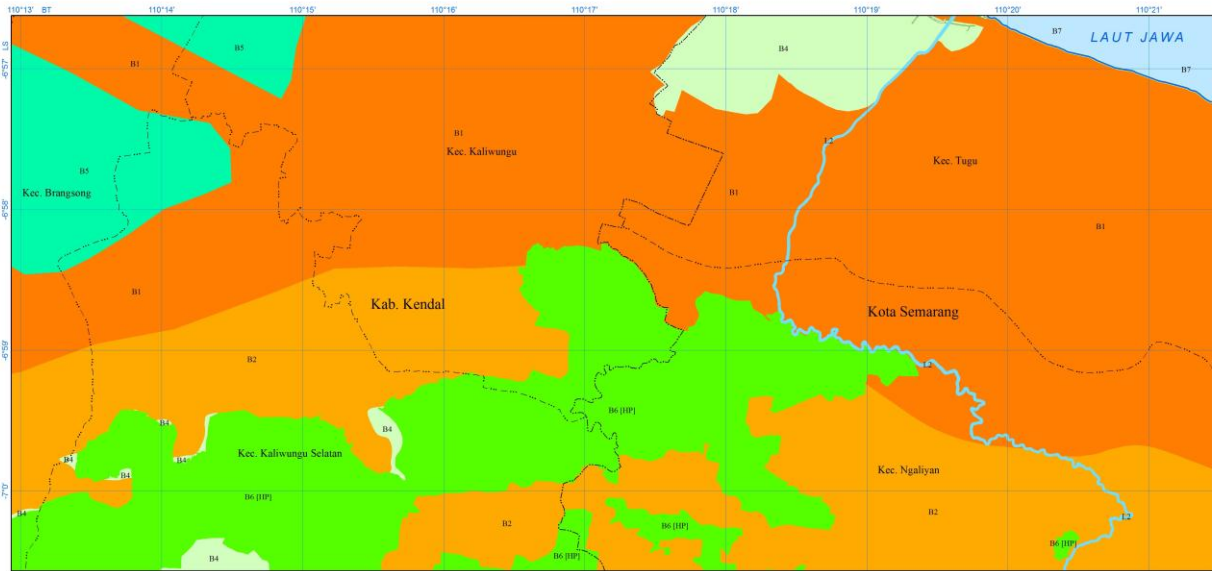 110°13' BT 110°14' 110°15' 110°16' 110°17' 110°18' 110°19' 110°20' 110°21'
B7
LAUT JAWA
B5
B4
LS
-6°57'
B1
B7
B1
L2
Kec. Kaliwungu
Kec. Tugu
B5
Kec. Brangsong
B1
-6°58'
B1
B1
Kab. Kendal
Kota Semarang
-6°59'
B2
L2
B6 [HP]
B4
B4
Kec. Kaliwungu Selatan
B4
B4
Kec. Ngaliyan
B4
-7°0'
B6 [HP]
B4
B2
B6 [HP]
B2
L2
B4
B6 [HP]
B6 [HP]